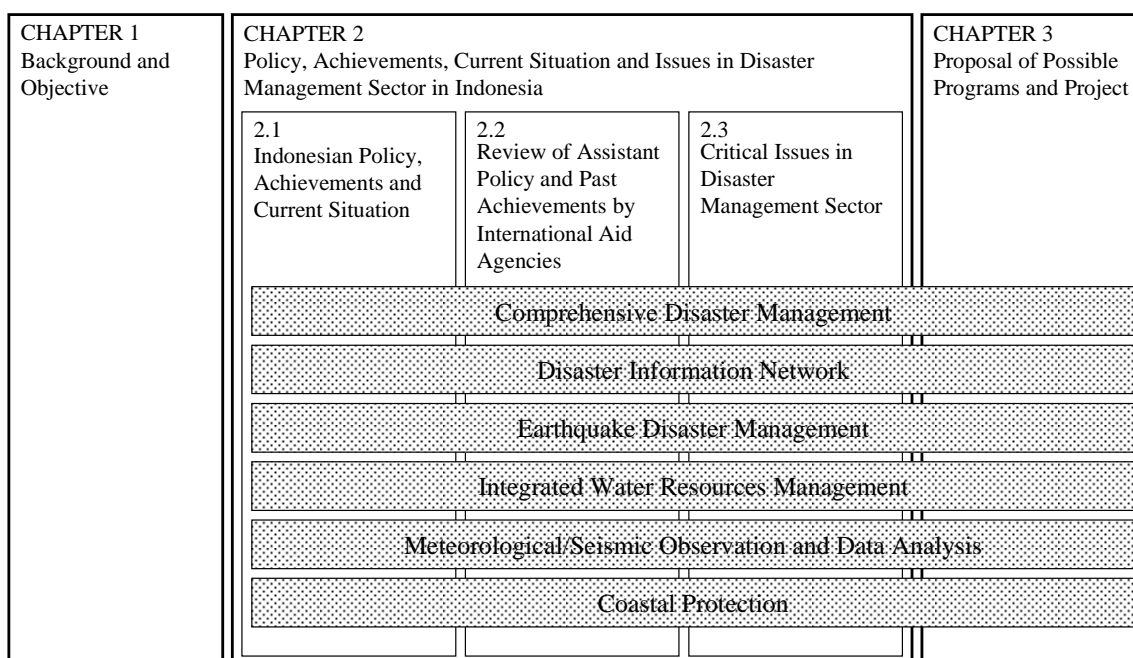 CHAPTER 1
Background and
Objective
CHAPTER 2
Policy, Achievements, Current Situation and Issues in Disaster
Management Sector in Indonesia
2.1
Indonesian Policy,
Achievements and
Current Situation
2.2
Review of Assistant
Policy and Past
Achievements by
International Aid
Agencies
2.3
Critical Issues in
Disaster
Management Sector
CHAPTER 3
Proposal of Possible
Programs and Project
Comprehensive Disaster Management
Disaster Information Network
Earthquake Disaster Management
Integrated Water Resources Management
Meteorological/Seismic Observation and Data Analysis
Coastal Protection